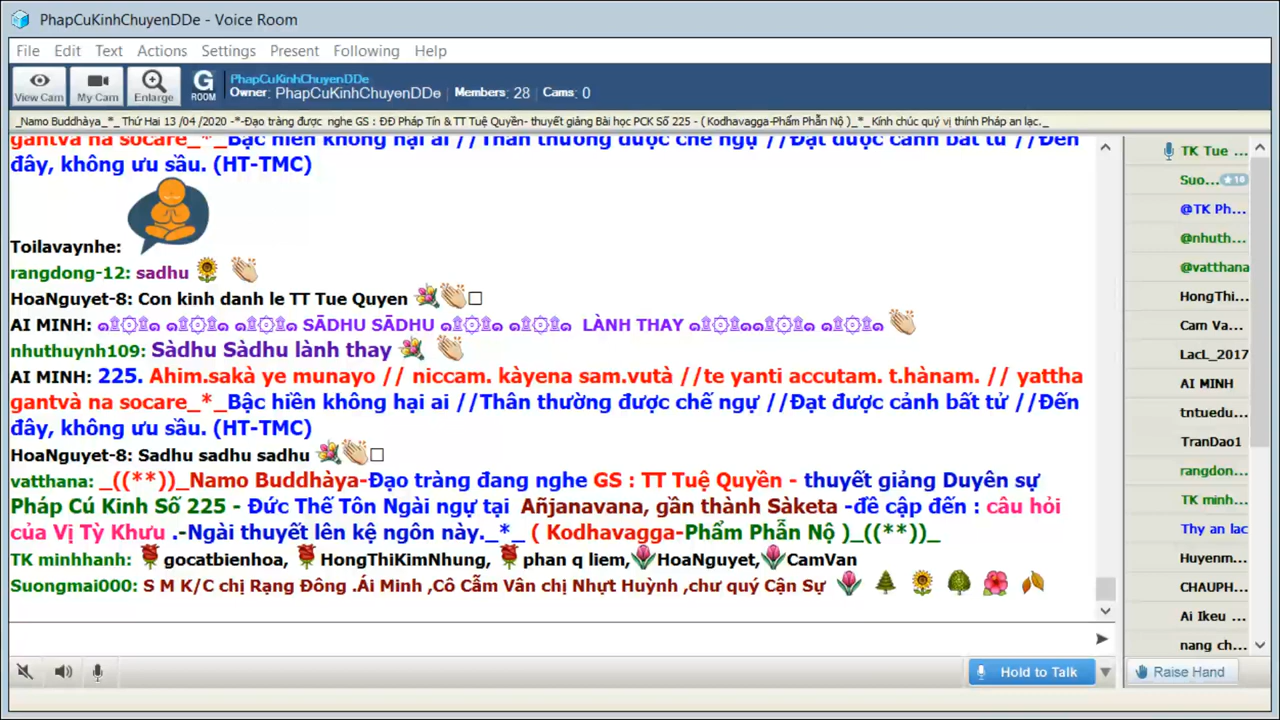 PhapCuKinhChuyenDDe - Voice Room
File Edit Text Actions Settings Present Following Help
View Cam My Cam Enlarge G ROOM
PhapCuKinhChuyenDDe
Owner: PhapCuKinhChuyenDDe Members: 28 Cams: 0
_Namo Buddhàya_*_Thứ Hai 13 /04 /2020 -*-Đạo tràng được nghe GS : ĐĐ Pháp Tín & TT Tuệ Quyền- thuyết giảng Bài học PCK Số 225 - ( Kodhavagga-Phẩm Phẫn Nộ )_*_Kính chúc quý vị thính Pháp an lạc._
gantvà na socare_*_Bậc hiền không hại ai //Thân thường được chế ngự //Đạt được cảnh bất tử //Đến
đây, không ưu sầu. (HT-TMC)
Toilavaynhe:
rangdong-12: sadhu
HoaNguyet-8: Con kinh danh le TT Tue Quyen
AI MINH: SĀDHU SĀDHU LÀNH THAY
nhuthuynh109: Sàdhu Sàdhu lành thay
AI MINH: 225. Ahim.sakà ye munayo // niccam. kàyena sam.vutà //te yanti accutam. t.hànam. // yattha
gantvà na socare_*_Bậc hiền không hại ai //Thân thường được chế ngự //Đạt được cảnh bất tử //Đến
đây, không ưu sầu. (HT-TMC)
HoaNguyet-8: Sadhu sadhu sadhu
vatthana: _((**))_Namo Buddhàya-Đạo tràng đang nghe GS : TT Tuệ Quyền - thuyết giảng Duyên sự
Pháp Cú Kinh Số 225 - Đức Thế Tôn Ngài ngự tại Añjanavana, gần thành Sàketa -đề cập đến : câu hỏi
của Vị Tỳ Khưu .-Ngài thuyết lên kệ ngôn này._*_ ( Kodhavagga-Phẩm Phẫn Nộ )_((**))_
TK minhhanh: gocatbienhoa, HongThiKimNhung, phan q liem, HoaNguyet, CamVan
Suongmai000: S M K/C chị Rạng Đông .Ái Minh ,Cô Cẩm Vân chị Nhựt Huỳnh ,chư quý Cận Sự
TK Tue ...
Suo... ★18
@TK Ph...
@nhuth...
@vatthana
HongThi...
Cam Va...
LacL_2017
AI MINH
tntuedu...
TranDao1
rangdon...
TK minh...
Thy an lac
Huyenm...
CHAUPH...
Ai Ikeu ...
nang ch...
Hold to Talk
Raise Hand